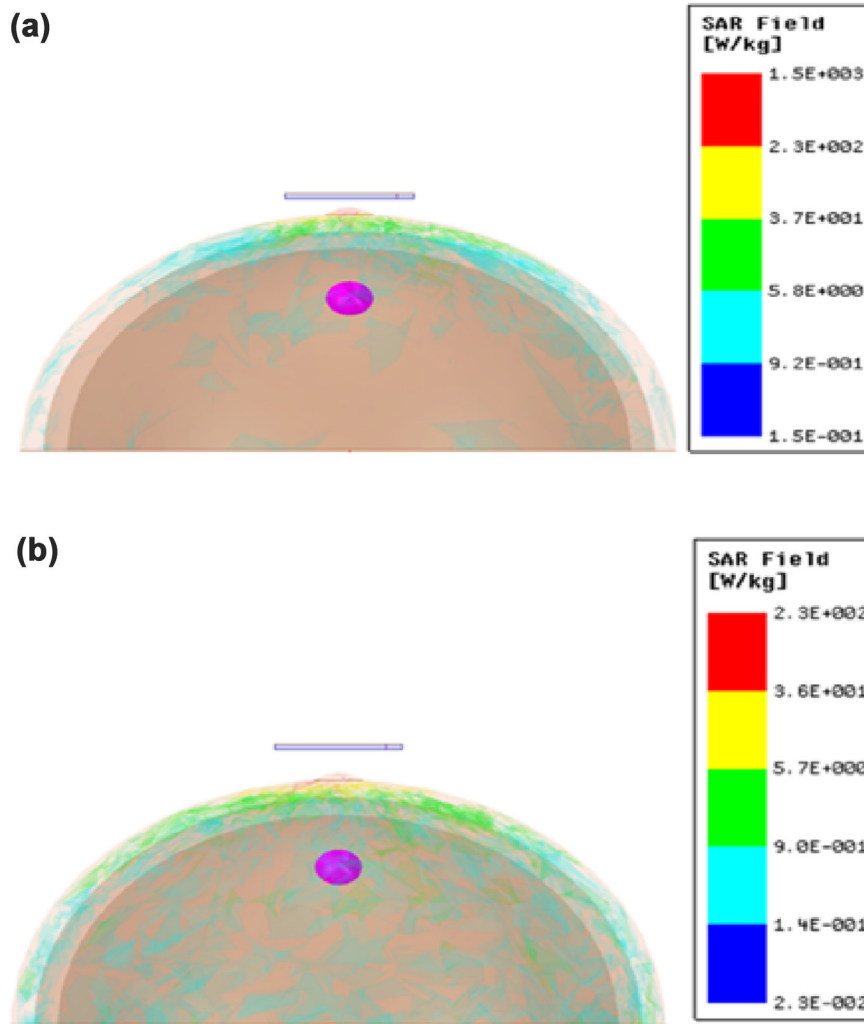 (a)
SAR Field
[W/kg]
1.5E+003
2.3E+002
3.7E+001
5.8E+000
9.2E-001
1.5E-001
(b)
SAR Field
[W/kg]
2.3E+002
3.6E+001
5.7E+000
9.0E-001
1.4E-001
2.3E-002